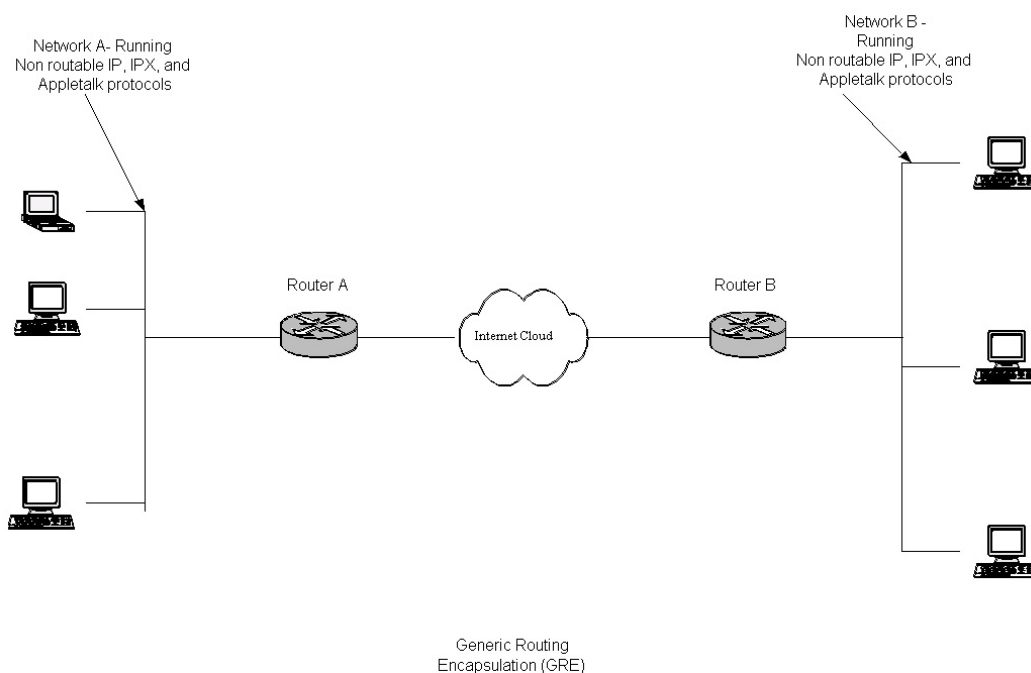 Network A- Running
Non routable IP, IPX, and
Appletalk protocols
Network B -
Running
Non routable IP, IPX, and
Appletalk protocols
Router A
Internet Cloud
Router B
Generic Routing
Encapsulation (GRE)